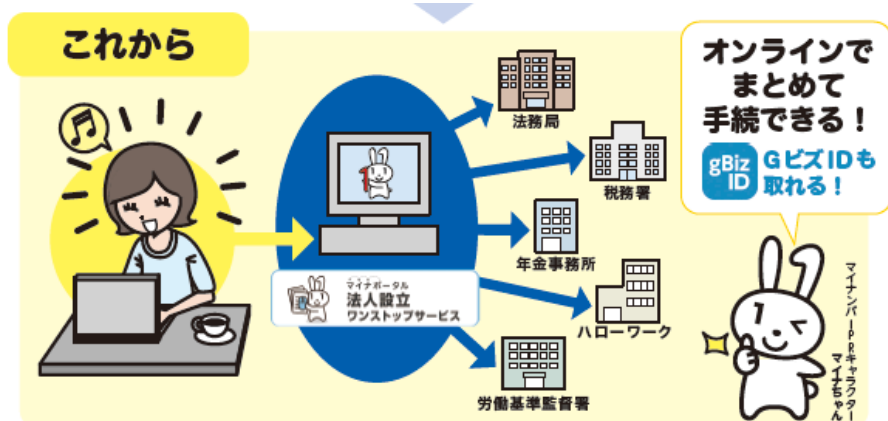 これから
オンラインで
まとめて
手続できる！
gBiz
ID
GビズIDも
取れる！
法務局
税務署
年金事務所
ハローワーク
労働基準監督署
マイナポータル
法人設立
ワンストップサービス
マイナンバーPRキャラクター
マイナちゃん